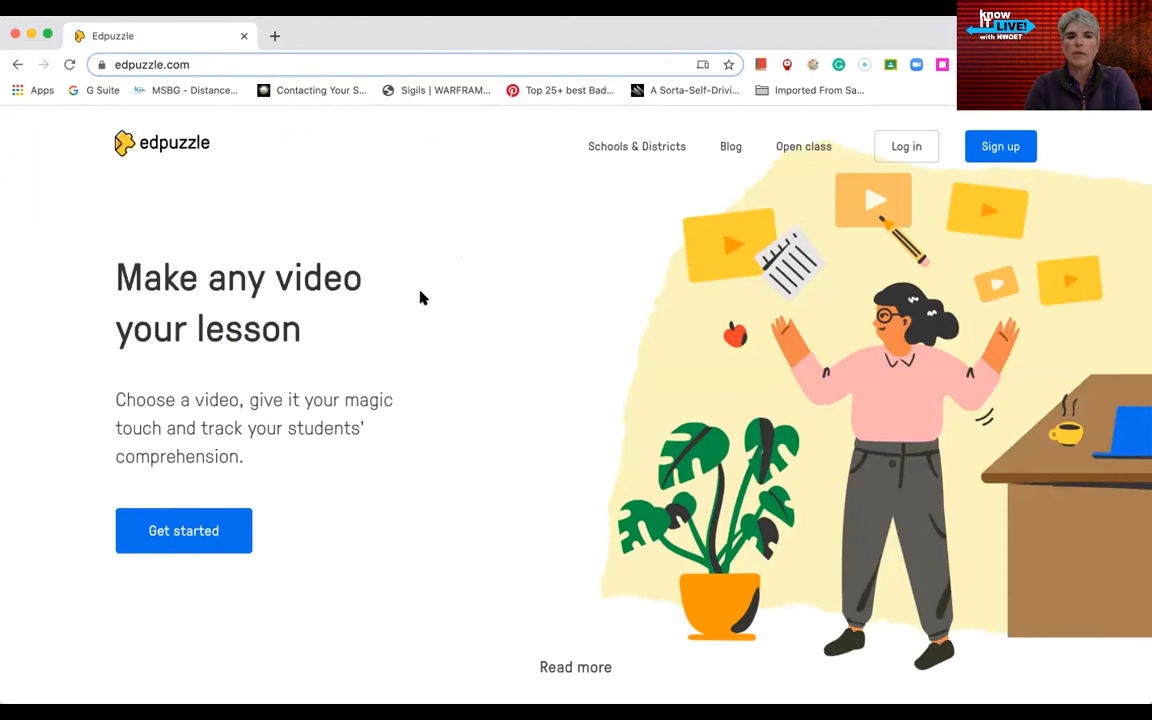 Edpuzzle
know
IT LIVE!
with NWOET
edpuzzle.com
Apps
G Suite
MSBG - Distance...
Contacting Your S...
Sigils | WARFRAM...
Top 25+ best Bad...
A Sorta-Self-Drivi...
Imported From Sa...
edpuzzle
Schools & Districts
Blog
Open class
Log in
Sign up
Make any video
your lesson
Choose a video, give it your magic
touch and track your students'
comprehension.
Get started
Read more